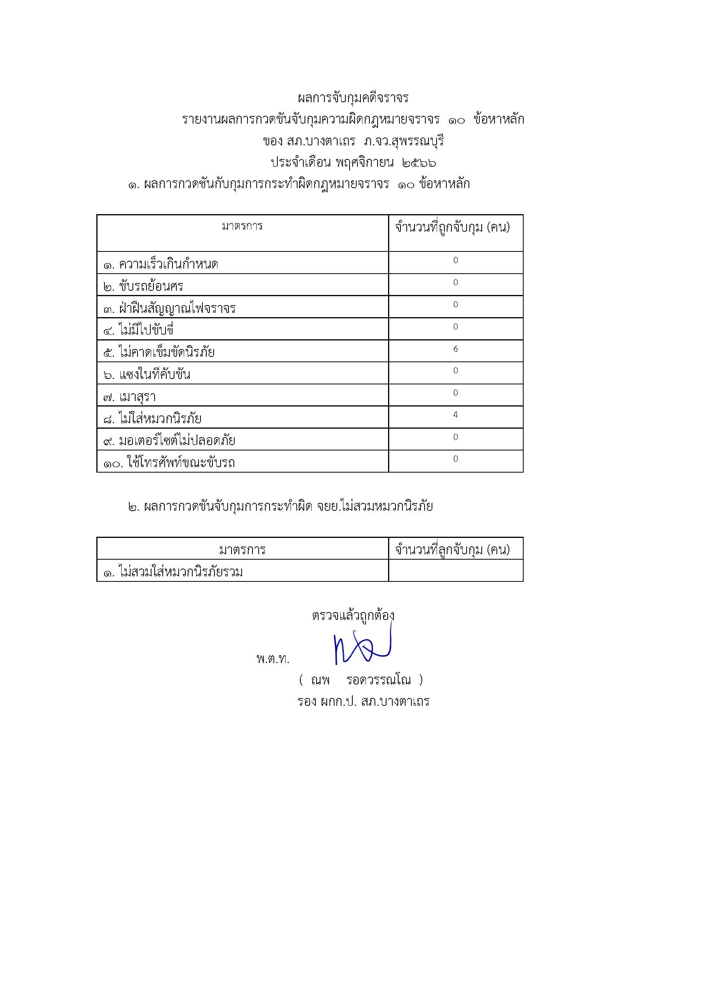 ผลการจับกุมคดีจราจร
รายงานผลการกวดขันจับกุมความผิดกฎหมายจราจร ๑๐ ข้อหาหลัก
ของ สภ.บางตาเถร ภ.จว.สุพรรณบุรี
ประจำเดือน พฤศจิกายน ๒๕๖๖
๑. ผลการกวดชันกับกุมการกระทำผิดกฎหมายจราจร ๑๐ ข้อหาหลัก
มาตรการ จำนวนที่ถูกจับกุม (คน)
๑. ความเร็วเกินกำหนด 0
๒. ขับรถย้อนศร 0
๓. ฝ่าฝืนสัญญาณไฟจราจร 0
๔. ไม่มีไปขับขี่ 0
๕. ไม่คาดเข็มขัดนิรภัย 6
๖. แซงในทีคับขัน 0
๗. เมาสุรา 0
๘. ไม่ใส่หมวกนิรภัย 4
๙. มอเตอร์ไซต์ไม่ปลอดภัย 0
๑๐. ใช้โทรศัพท์ขณะขับรถ 0
๒. ผลการกวดขันจับกุมการกระทำผิด จยย.ไม่สวมหมวกนิรภัย
มาตรการ จำนวนที่ลูกจับกุม (คน)
๑. ไม่สวมใส่หมวกนิรภัยรวม
ตรวจแล้วถูกต้อง
พ.ต.ท.
( ณพ รอดวรรณโณ )
รอง ผกก.ป. สภ.บางตาเถร